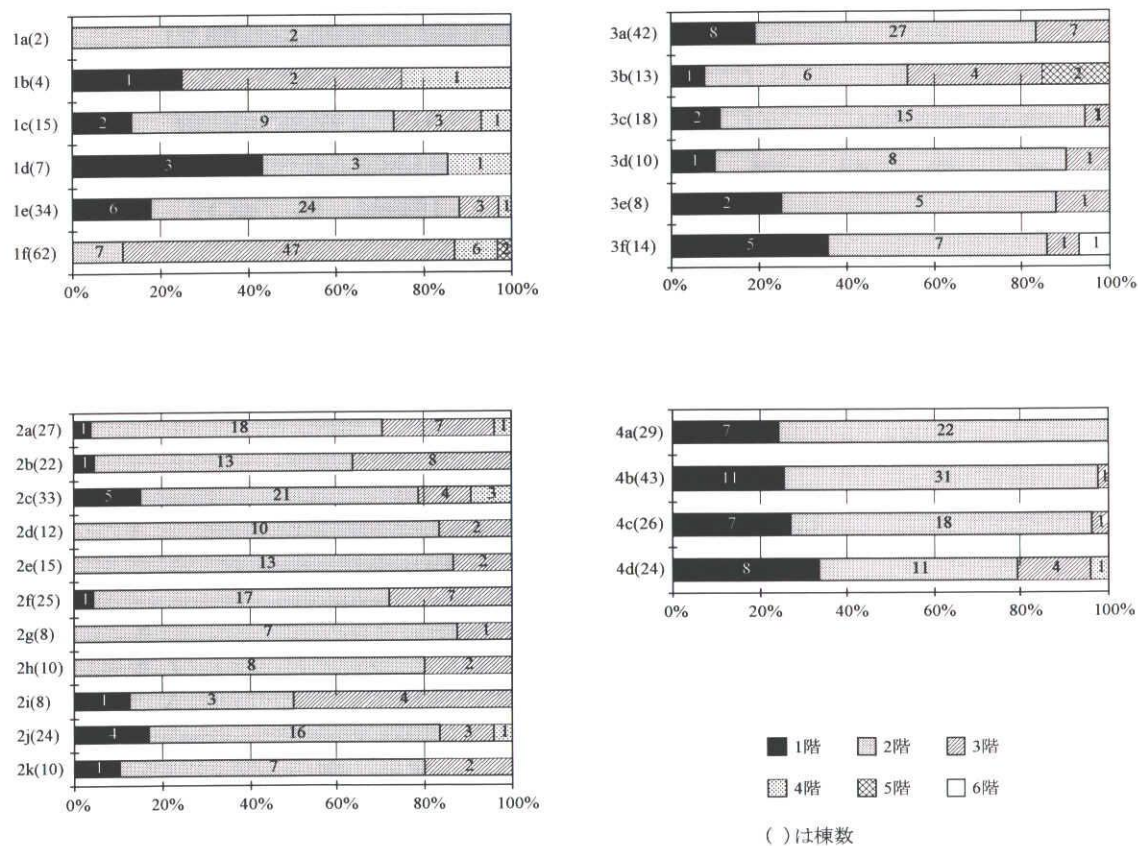 1a(2) 2
1b(4) 1 2 1
1c(15) 2 9 3 1
1d(7) 3 3 1
1e(34) 6 24 3 1
1f(62) 7 47 6 2
0% 20% 40% 60% 80% 100%
3a(42) 8 27 7
3b(13) 1 6 4 2
3c(18) 2 15 1
3d(10) 1 8 1
3e(8) 2 5 1
3f(14) 5 7 1 1
0% 20% 40% 60% 80% 100%
2a(27) 1 18 7 1
2b(22) 1 13 8
2c(33) 5 21 4 3
2d(12) 10 2
2e(15) 13 2
2f(25) 1 17 7
2g(8) 7 1
2h(10) 8 2
2i(8) 1 3 4
2j(24) 4 16 3 1
2k(10) 1 7 2
0% 20% 40% 60% 80% 100%
4a(29) 7 22
4b(43) 11 31 1
4c(26) 7 18 1
4d(24) 8 11 4 1
0% 20% 40% 60% 80% 100%
1階 2階 3階
4階 5階 6階
( )は棟数